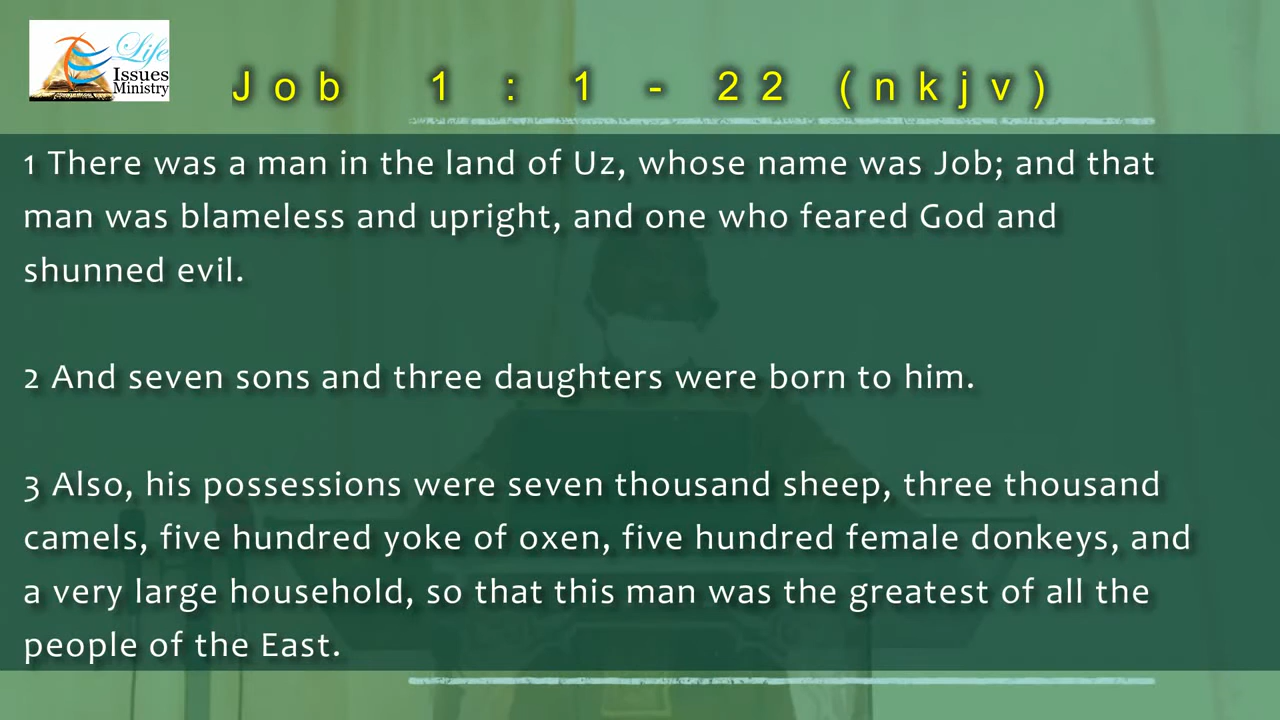 Life
Issues
Ministry
Job 1 : 1 - 22 (nkjv)
1 There was a man in the land of Uz, whose name was Job; and that
man was blameless and upright, and one who feared God and
shunned evil.
2 And seven sons and three daughters were born to him.
3 Also, his possessions were seven thousand sheep, three thousand
camels, five hundred yoke of oxen, five hundred female donkeys, and
a very large household, so that this man was the greatest of all the
people of the East.